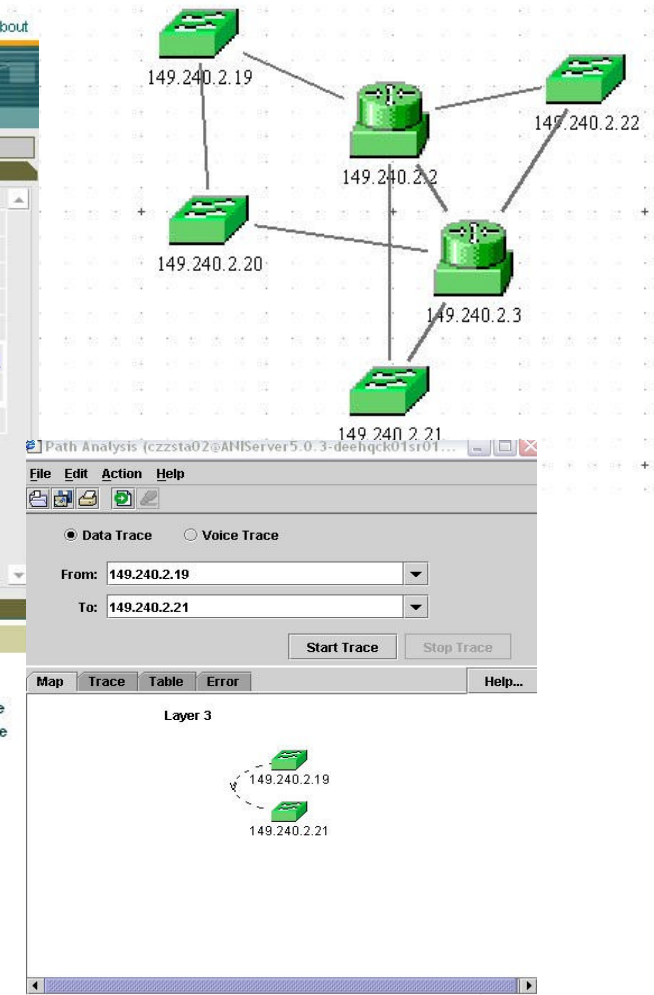 bout
149.240.2.19
149.240.2.22
149.240.2.2
149.240.2.20
149.240.2.3
149.240.2.21
Path Analysis (czzsta02@ANIServer5.0.3-deehqck01sr01...
File Edit Action Help
Data Trace Voice Trace
From: 149.240.2.19
To: 149.240.2.21
Start Trace Stop Trace
Map Trace Table Error Help...
Layer 3
149.240.2.19
149.240.2.21
e
e